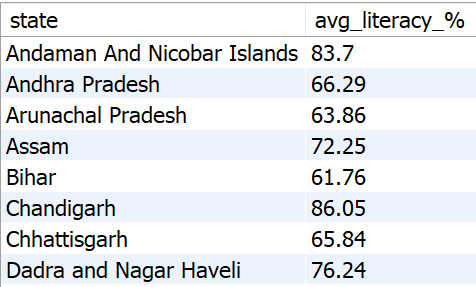 state avg_literacy_%
Andaman And Nicobar Islands 83.7
Andhra Pradesh 66.29
Arunachal Pradesh 63.86
Assam 72.25
Bihar 61.76
Chandigarh 86.05
Chhattisgarh 65.84
Dadra and Nagar Haveli 76.24